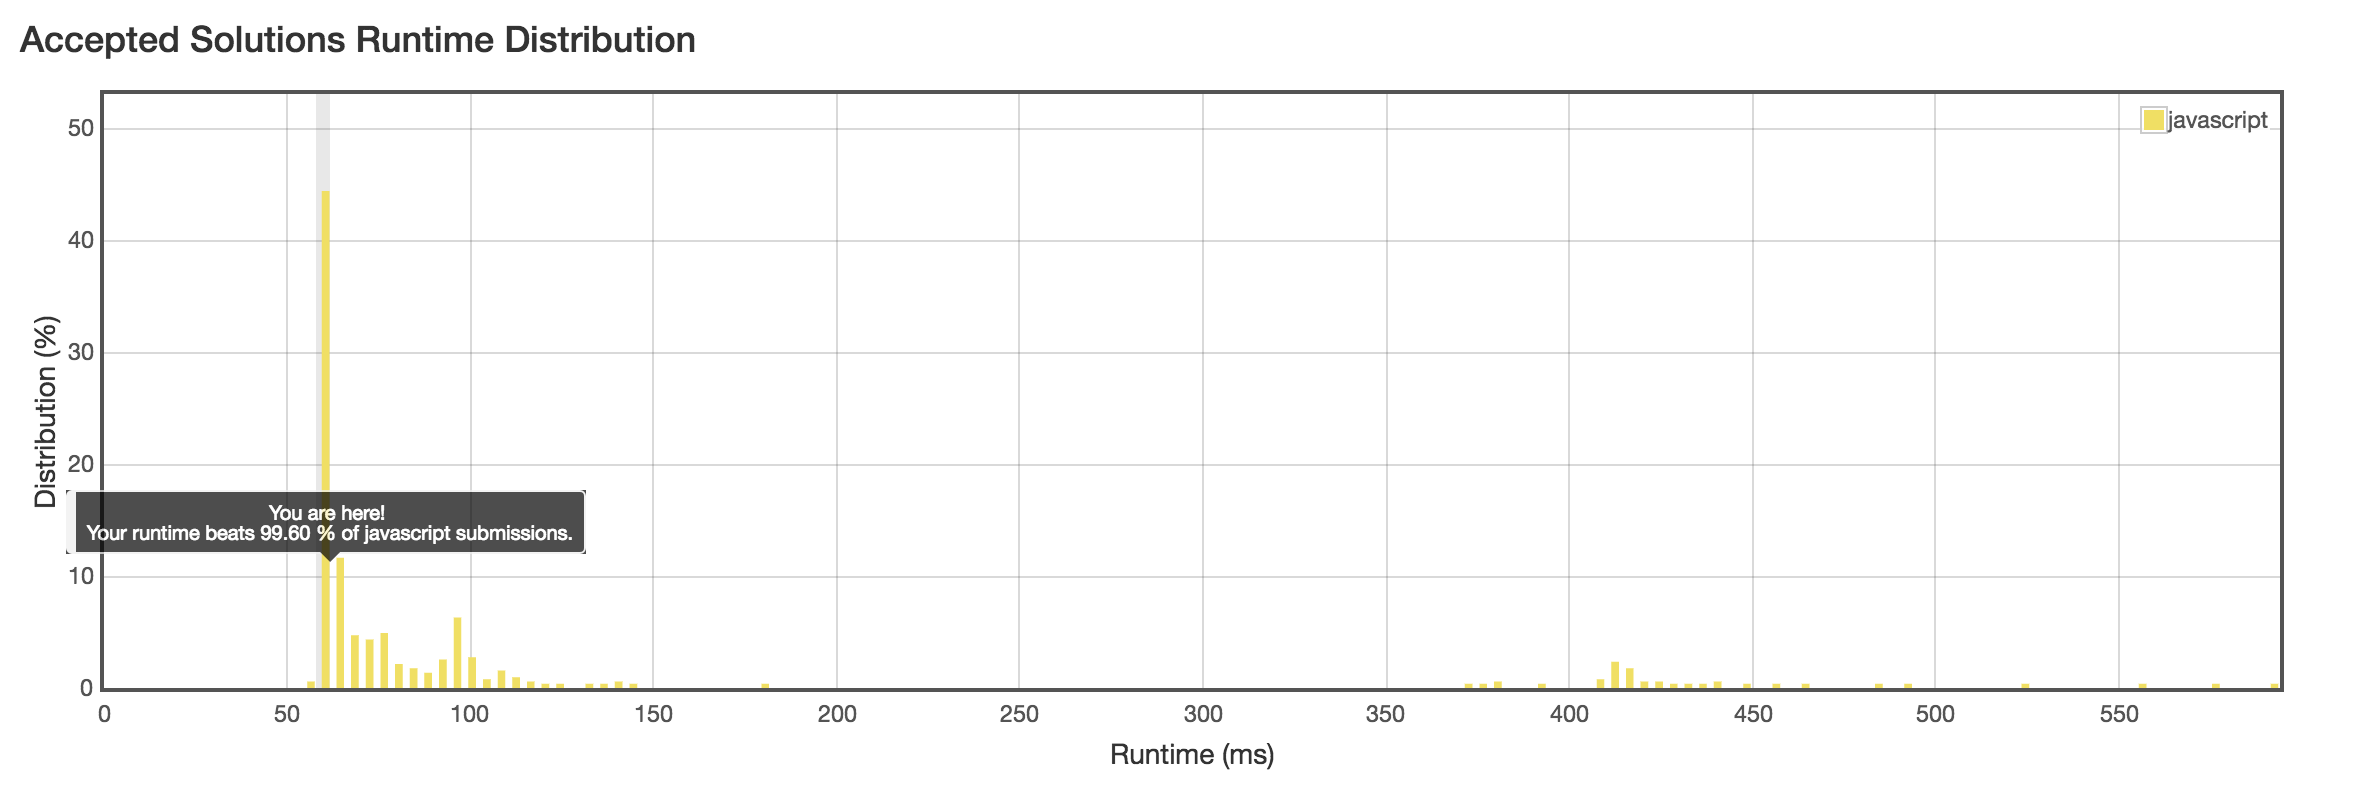 Accepted Solutions Runtime Distribution
javascript
Distribution (%)
50
40
30
20
10
0
You are here!
Your runtime beats 99.60 % of javascript submissions.
0 50 100 150 200 250 300 350 400 450 500 550
Runtime (ms)